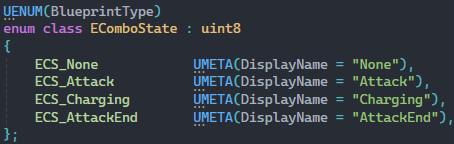 UENUM(BlueprintType)
enum class EComboState : uint8
{
    ECS_None            UMETA(DisplayName = "None"),
    ECS_Attack          UMETA(DisplayName = "Attack"),
    ECS_Charging        UMETA(DisplayName = "Charging"),
    ECS_AttackEnd       UMETA(DisplayName = "AttackEnd"),
};